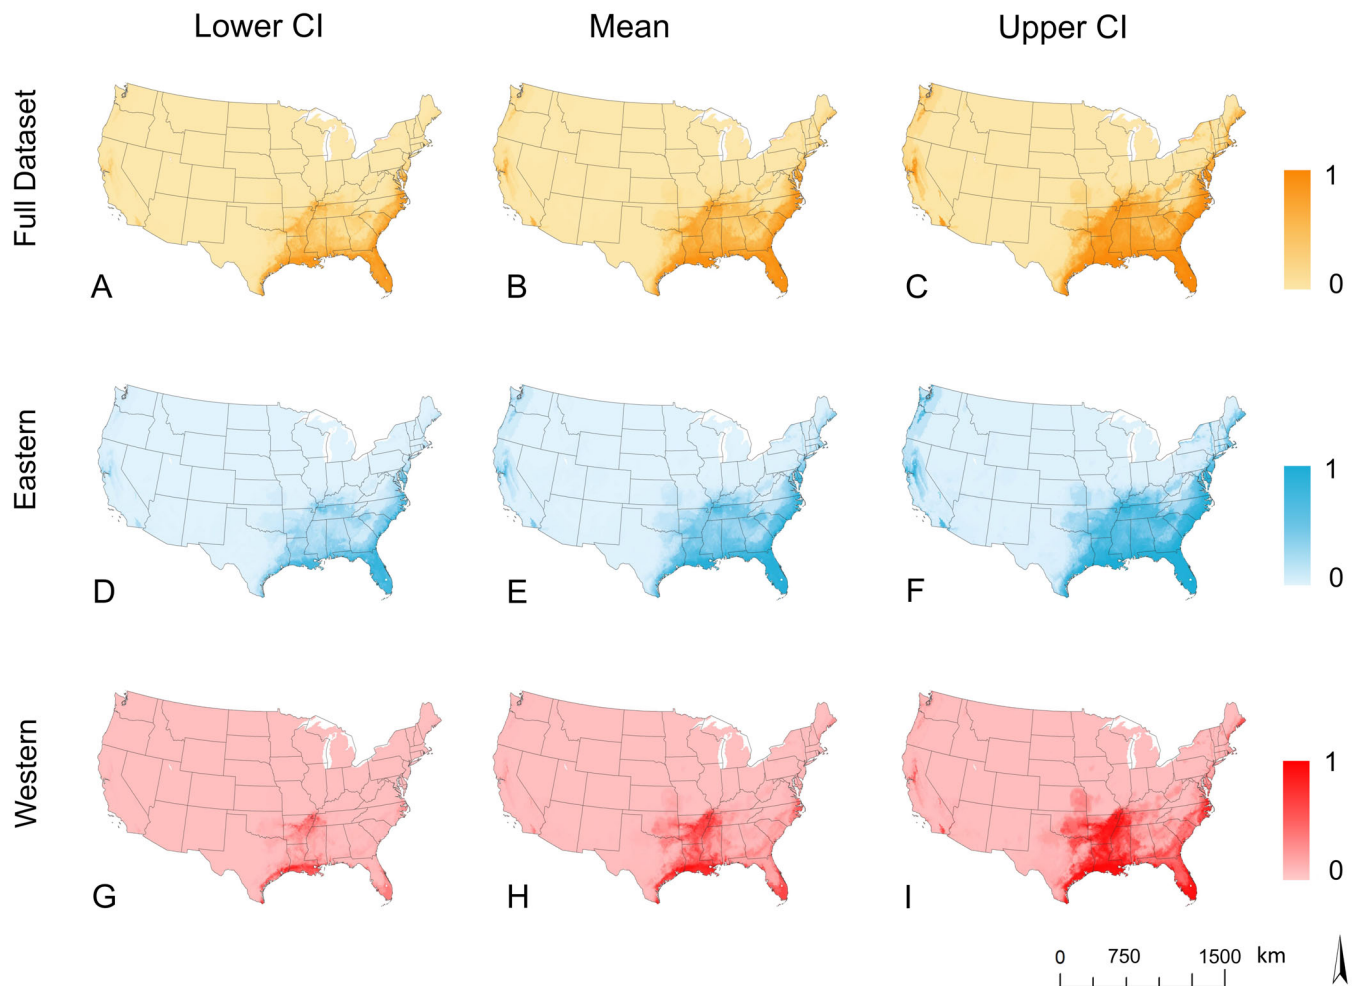 Lower CI Mean Upper CI
Full Dataset
A B C
1
0
Eastern
D E F
1
0
Western
G H I
1
0
0 750 1500 km